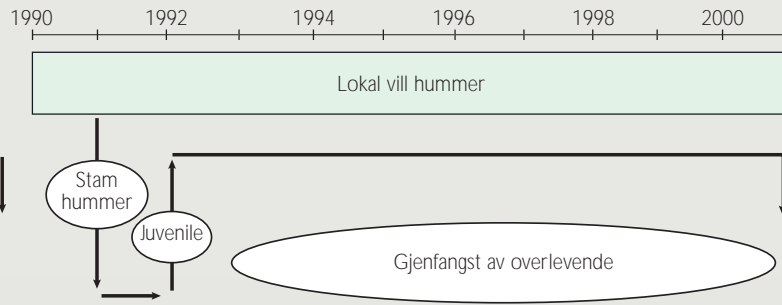 1990 1992 1994 1996 1998 2000
Lokal vill hummer
Stam
hummer
Juvenile
Gjenfangst av overlevende